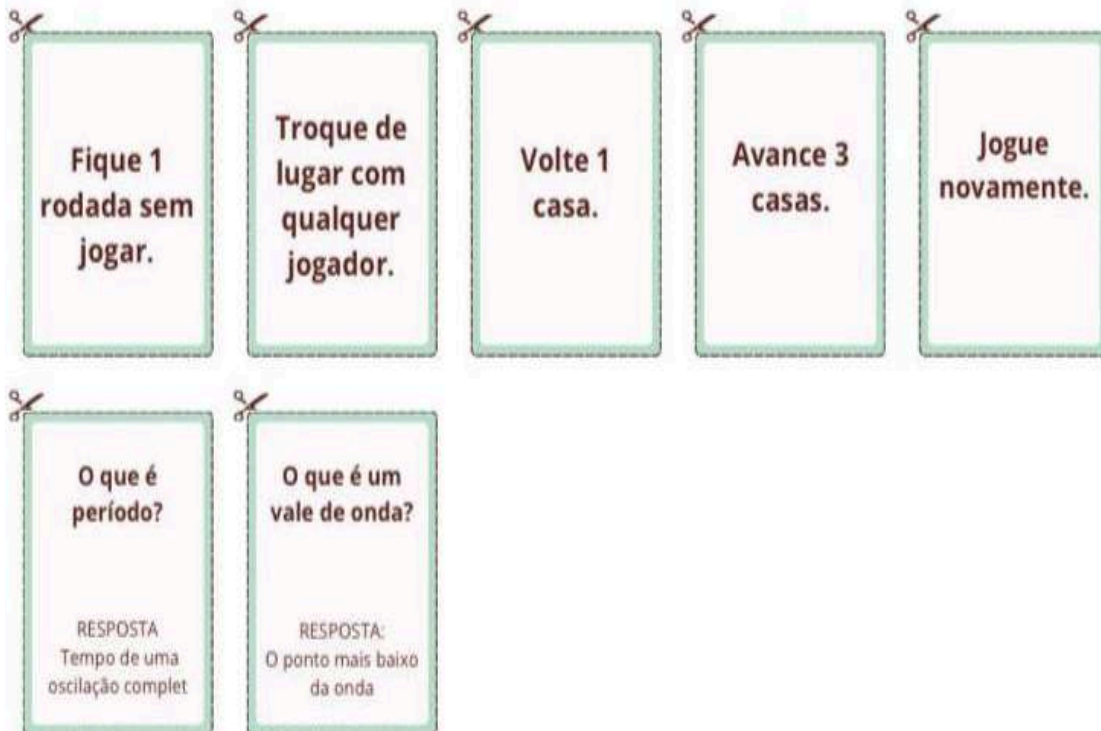 Fique 1
rodada sem
jogar.
Troque de
lugar com
qualquer
jogador.
Volte 1
casa.
Avance 3
casas.
Jogue
novamente.
O que é
período?
RESPOSTA
Tempo de uma
oscilação complet
O que é um
vale de onda?
RESPOSTA:
O ponto mais baixo
da onda